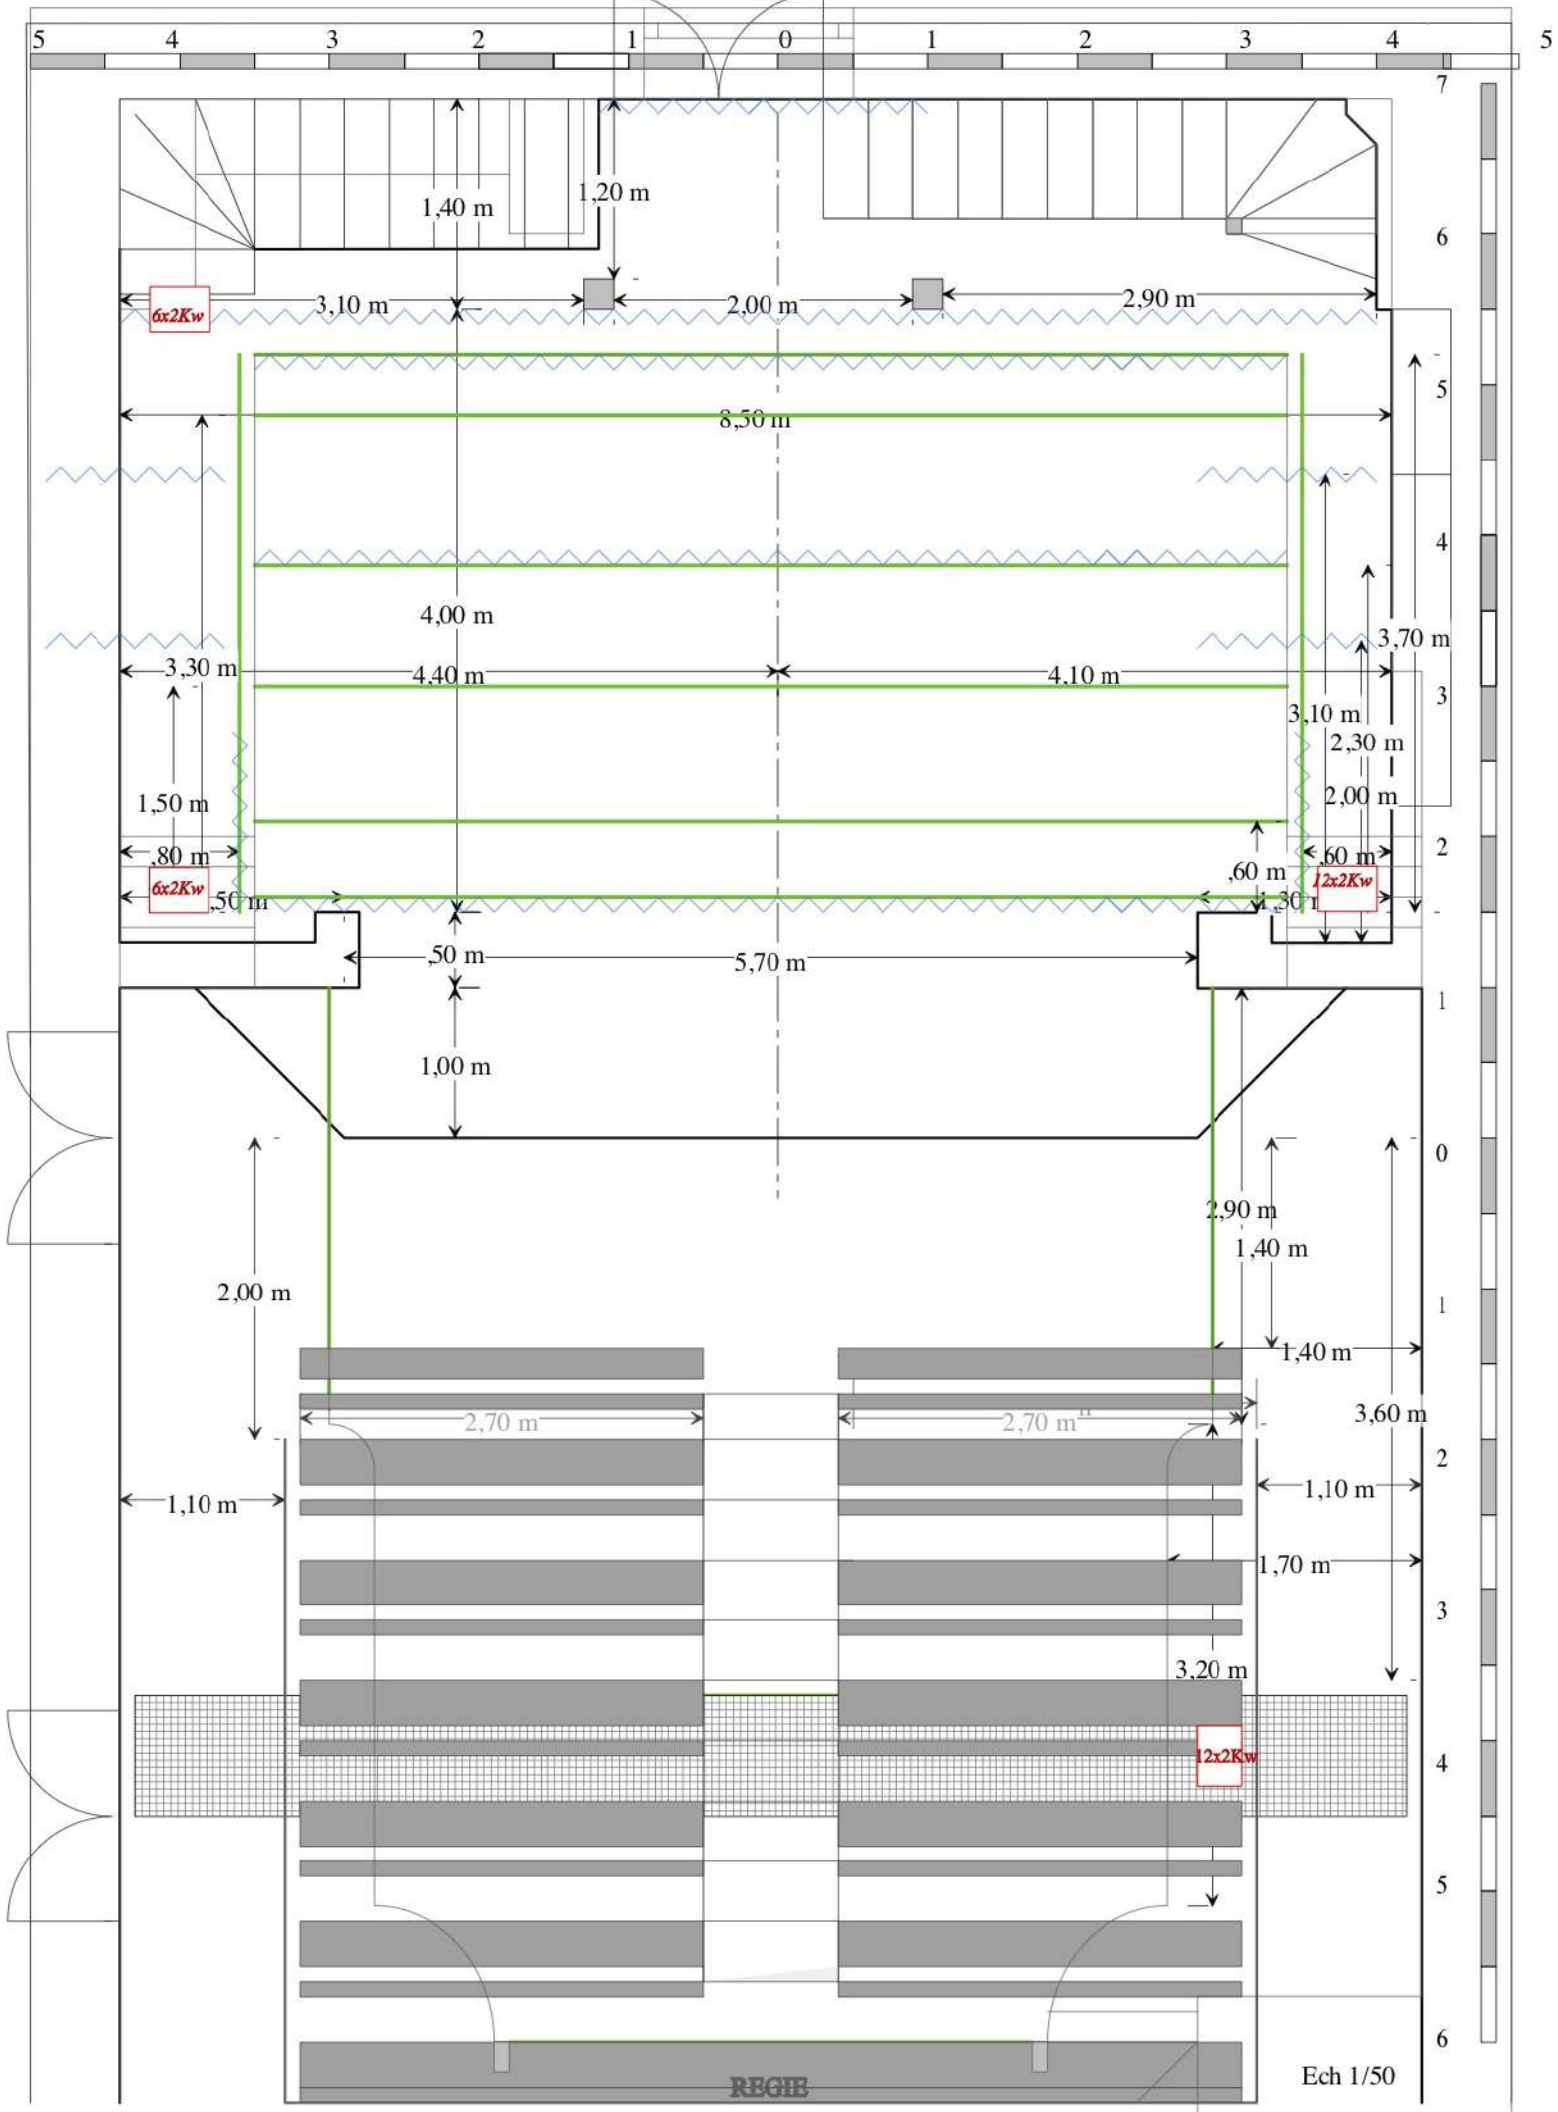 5 4 3 2 1 0 1 2 3 4 5
7
1,20 m
1,40 m
6
3,10 m 2,00 m 2,90 m
6x2Kw
5
8,50 m
4
4,00 m
3,70 m
3,30 m 4,40 m 4,10 m
3
3,10 m
2,30 m
1,50 m
2,00 m
2
,80 m ,60 m
,60 m
6x2Kw 12x2Kw
,50 m 1,30
,50 m 5,70 m
1
1,00 m
0
2,90 m
1,40 m
2,00 m
1
1,40 m
3,60 m
2,70 m 2,70 m
2
1,10 m
1,10 m
1,70 m
3
3,20 m
12x2Kw
4
5
6
Ech 1/50
REGIE